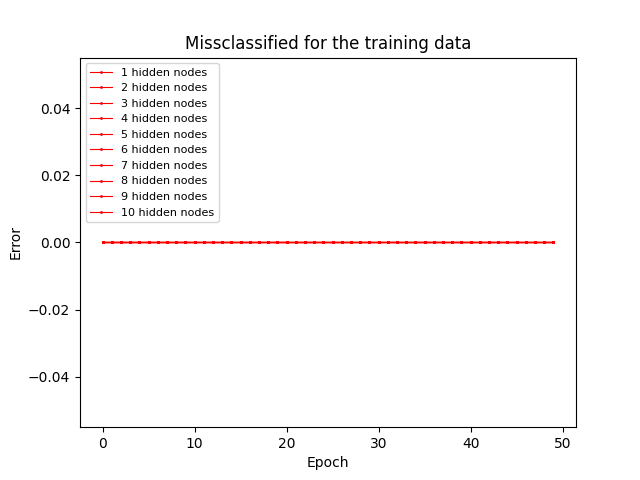 Missclassified for the training data
1 hidden nodes
2 hidden nodes
3 hidden nodes
4 hidden nodes
5 hidden nodes
6 hidden nodes
7 hidden nodes
8 hidden nodes
9 hidden nodes
10 hidden nodes
0.04
0.02
0.00
−0.02
−0.04
Error
0 10 20 30 40 50
Epoch